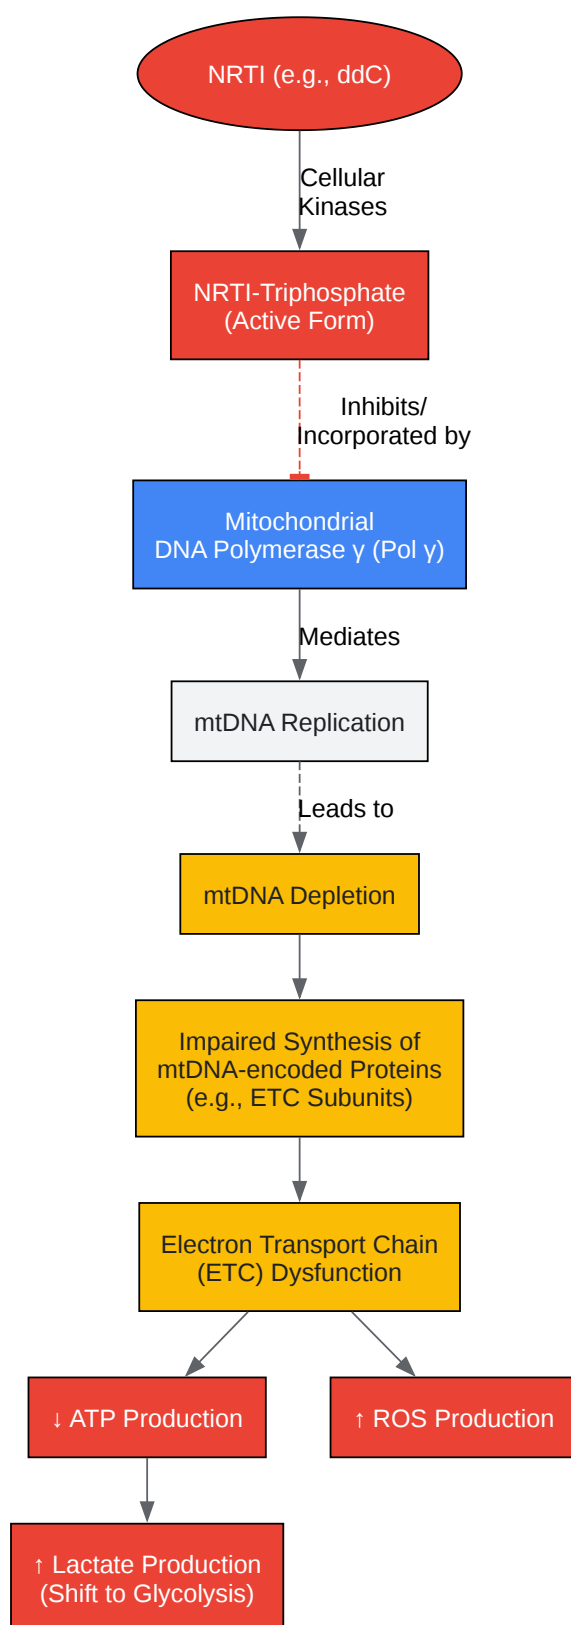 NRTI (e.g., ddC)
Cellular
Kinases
NRTI-Triphosphate
(Active Form)
Inhibits/
Incorporated by
Mitochondrial
DNA Polymerase γ (Pol γ)
Mediates
mtDNA Replication
Leads to
mtDNA Depletion
Impaired Synthesis of
mtDNA-encoded Proteins
(e.g., ETC Subunits)
Electron Transport Chain
(ETC) Dysfunction
↓ ATP Production
↑ ROS Production
↑ Lactate Production
(Shift to Glycolysis)